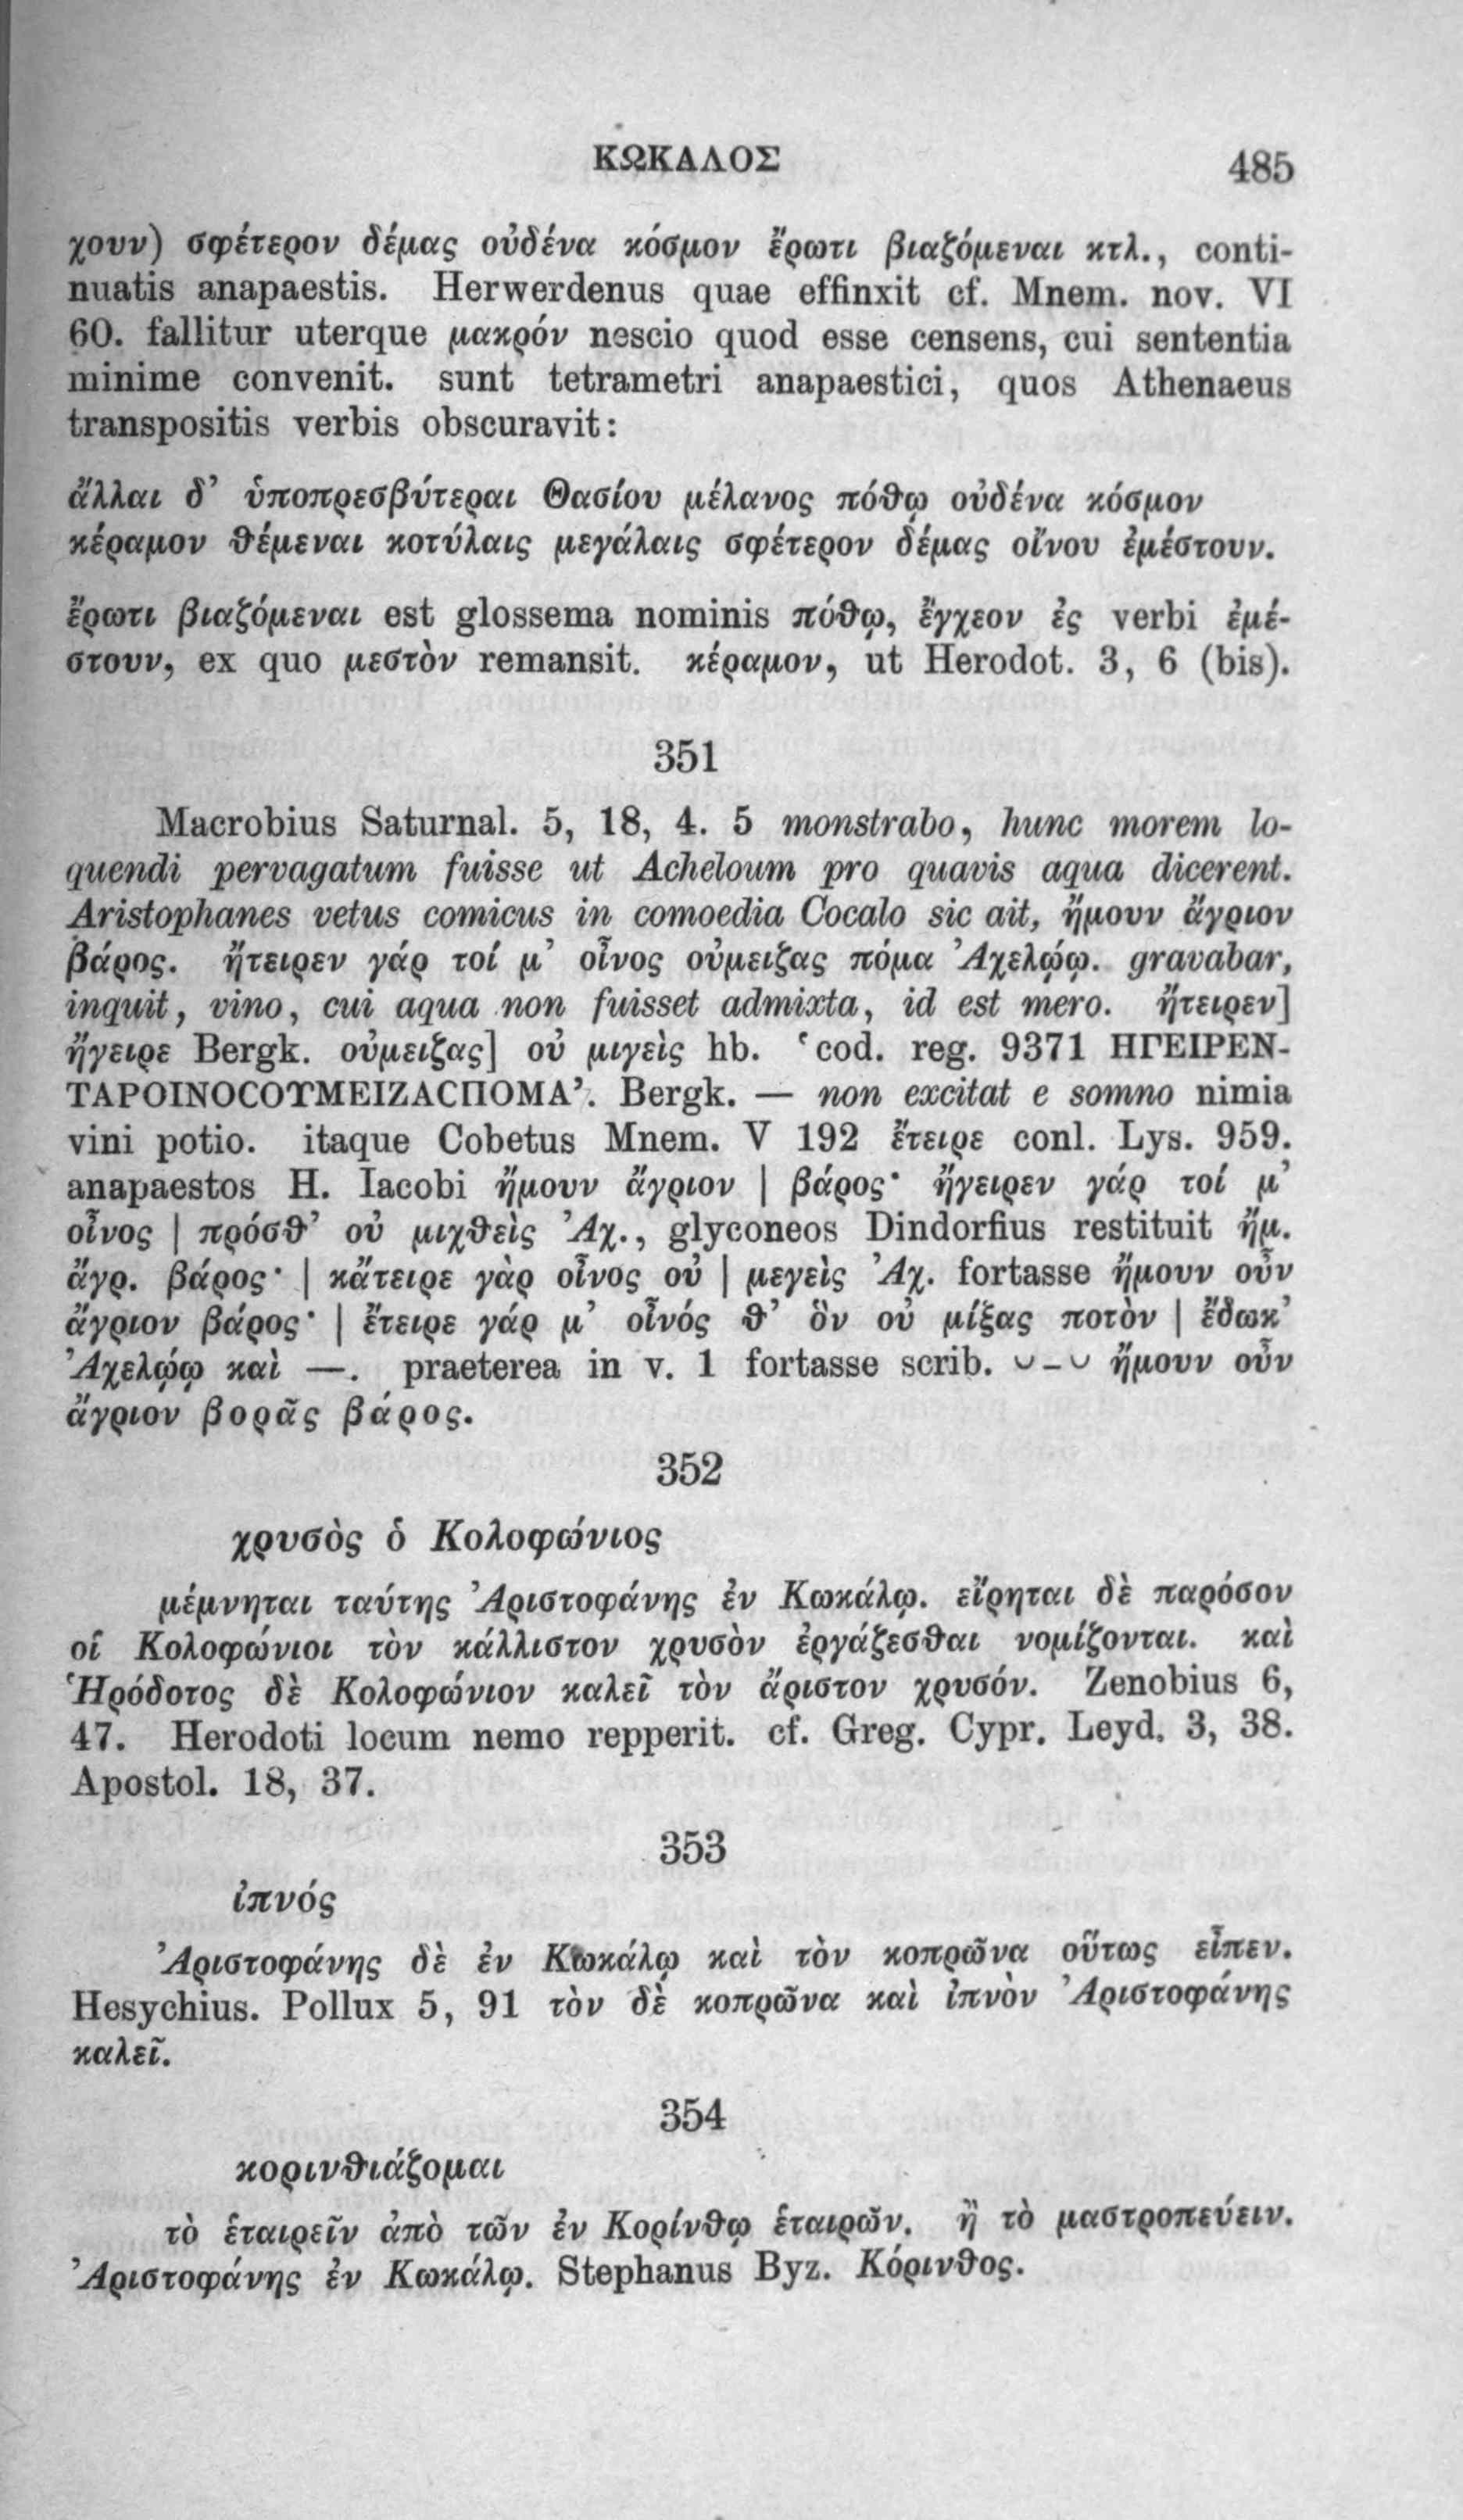 ΚΩΚΑΛΟΣ 485
χουν) σφέτερον δέμας οὐδένα κόσμον ἔρωτι βιαζόμεναι κτλ., conti-
nuatis anapaestis. Herwerdenus quae effinxit cf. Mnem. nov. VI
60. fallitur uterque μακρόν nescio quod esse censens, cui sententia
minime convenit. sunt tetrametri anapaestici, quos Athenaeus
transpositis verbis obscuravit:
ἄλλαι δ’ ὑποπρεσβύτεραι Θασίου μέλανος πόθῳ οὐδένα κόσμον
κέραμον θέμεναι κοτύλαις μεγάλαις σφέτερον δέμας οἴνου ἐμέστουν.
ἔρωτι βιαζόμεναι est glossema nominis πόθῳ, ἔγχεον ἐς verbi ἐμέ-
στουν, ex quo μεστὸν remansit. κέραμον, ut Herodot. 3, 6 (bis).
351
Macrobius Saturnal. 5, 18, 4. 5 monstrabo, hunc morem lo-
quendi pervagatum fuisse ut Acheloum pro quavis aqua dicerent.
Aristophanes vetus comicus in comoedia Cocalo sic ait, ἤμουν ἄγριον
βάρος. ἤτειρεν γάρ τοί μ’ οἶνος οὐμειζας πόμα Ἀχελῴῳ. gravabar,
inquit, vino, cui aqua non fuisset admixta, id est mero. ἤτειρεν]
ἤγειρε Bergk. οὐμειζας] οὐ μιγεὶς hb. ‘cod. reg. 9371 ΗΓΕΙΡΕΝ-
ΤΑΡΟΙΝΟCΟΥΜΕΙΖΑCΠΟΜΑ’. Bergk. — non excitat e somno nimia
vini potio. itaque Cobetus Mnem. V 192 ἔτειρε conl. Lys. 959.
anapaestos H. Iacobi ἤμουν ἄγριον | βάρος· ἤγειρεν γάρ τοί μ’
οἶνος | πρόσθ’ οὐ μιχθεὶς Ἀχ., glyconeos Dindorfius restituit ἤμ.
ἄγρ. βάρος· | κἄτειρε γὰρ οἶνος οὐ | μεγεὶς Ἀχ. fortasse ἤμουν οὖν
ἄγριον βάρος· | ἔτειρε γάρ μ’ οἶνός θ’ ὃν οὐ μίξας ποτὸν | ἔδωκ’
Ἀχελῴῳ καὶ —. praeterea in v. 1 fortasse scrib. ᴗ–ᴗ ἤμουν οὖν
ἄγριον βορᾶς βάρος.
352
χρυσὸς ὁ Κολοφώνιος
μέμνηται ταύτης Ἀριστοφάνης ἐν Κωκάλῳ. εἴρηται δὲ παρόσον
οἱ Κολοφώνιοι τὸν κάλλιστον χρυσὸν ἐργάζεσθαι νομίζονται. καὶ
Ἡρόδοτος δὲ Κολοφώνιον καλεῖ τὸν ἄριστον χρυσόν. Zenobius 6,
47. Herodoti locum nemo repperit. cf. Greg. Cypr. Leyd. 3, 38.
Apostol. 18, 37.
353
ἰπνός
Ἀριστοφάνης δὲ ἐν Κωκάλῳ καὶ τὸν κοπρῶνα οὕτως εἶπεν.
Hesychius. Pollux 5, 91 τὸν δὲ κοπρῶνα καὶ ἰπνὸν Ἀριστοφάνης
καλεῖ.
354
κορινθιάζομαι
τὸ ἑταιρεῖν ἀπὸ τῶν ἐν Κορίνθῳ ἑταιρῶν. ἢ τὸ μαστροπεύειν.
Ἀριστοφάνης ἐν Κωκάλῳ. Stephanus Byz. Κόρινθος.